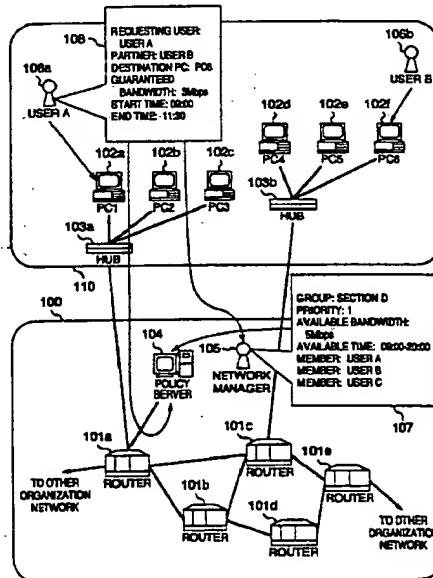 108
REQUESTING USER:
USER A
PARTNER: USER B
DESTINATION PC: PC6
GUARANTEED
BANDWIDTH: 3Mbps
START TIME: 09:00
END TIME: 11:30
106a
USER A
106b
USER B
102a
102b
102c
PC1
PC2
PC3
102d
102e
102f
PC4
PC5
PC6
103a
HUB
103b
HUB
110
100
GROUP: SECTION D
PRIORITY: 1
AVAILABLE BANDWIDTH:
5Mbps
AVAILABLE TIME: 09:00-20:00
MEMBER: USER A
MEMBER: USER B
MEMBER: USER C
107
104
POLICY
SERVER
105
NETWORK
MANAGER
101a
ROUTER
101b
ROUTER
101c
ROUTER
101d
ROUTER
101e
ROUTER
TO OTHER
ORGANIZATION
NETWORK
TO OTHER
ORGANIZATION
NETWORK